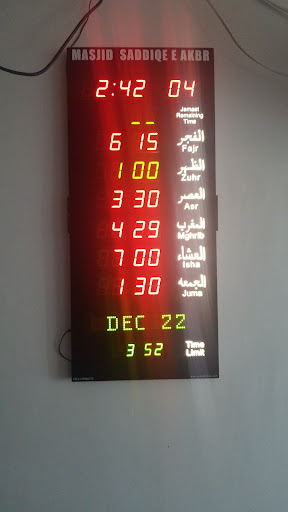 MASJID SADDIQE E AKBR
2:42 04
Jamaat
Remaining
Time
-- 
6 15 الفجر
Fajr
1 00 الظهر
Zuhr
3 30 العصر
Asr
4 29 المغرب
Mghrib
7 00 العشاء
Isha
1 30 الجمعه
Juma
DEC 22
3 52 Time
Limit